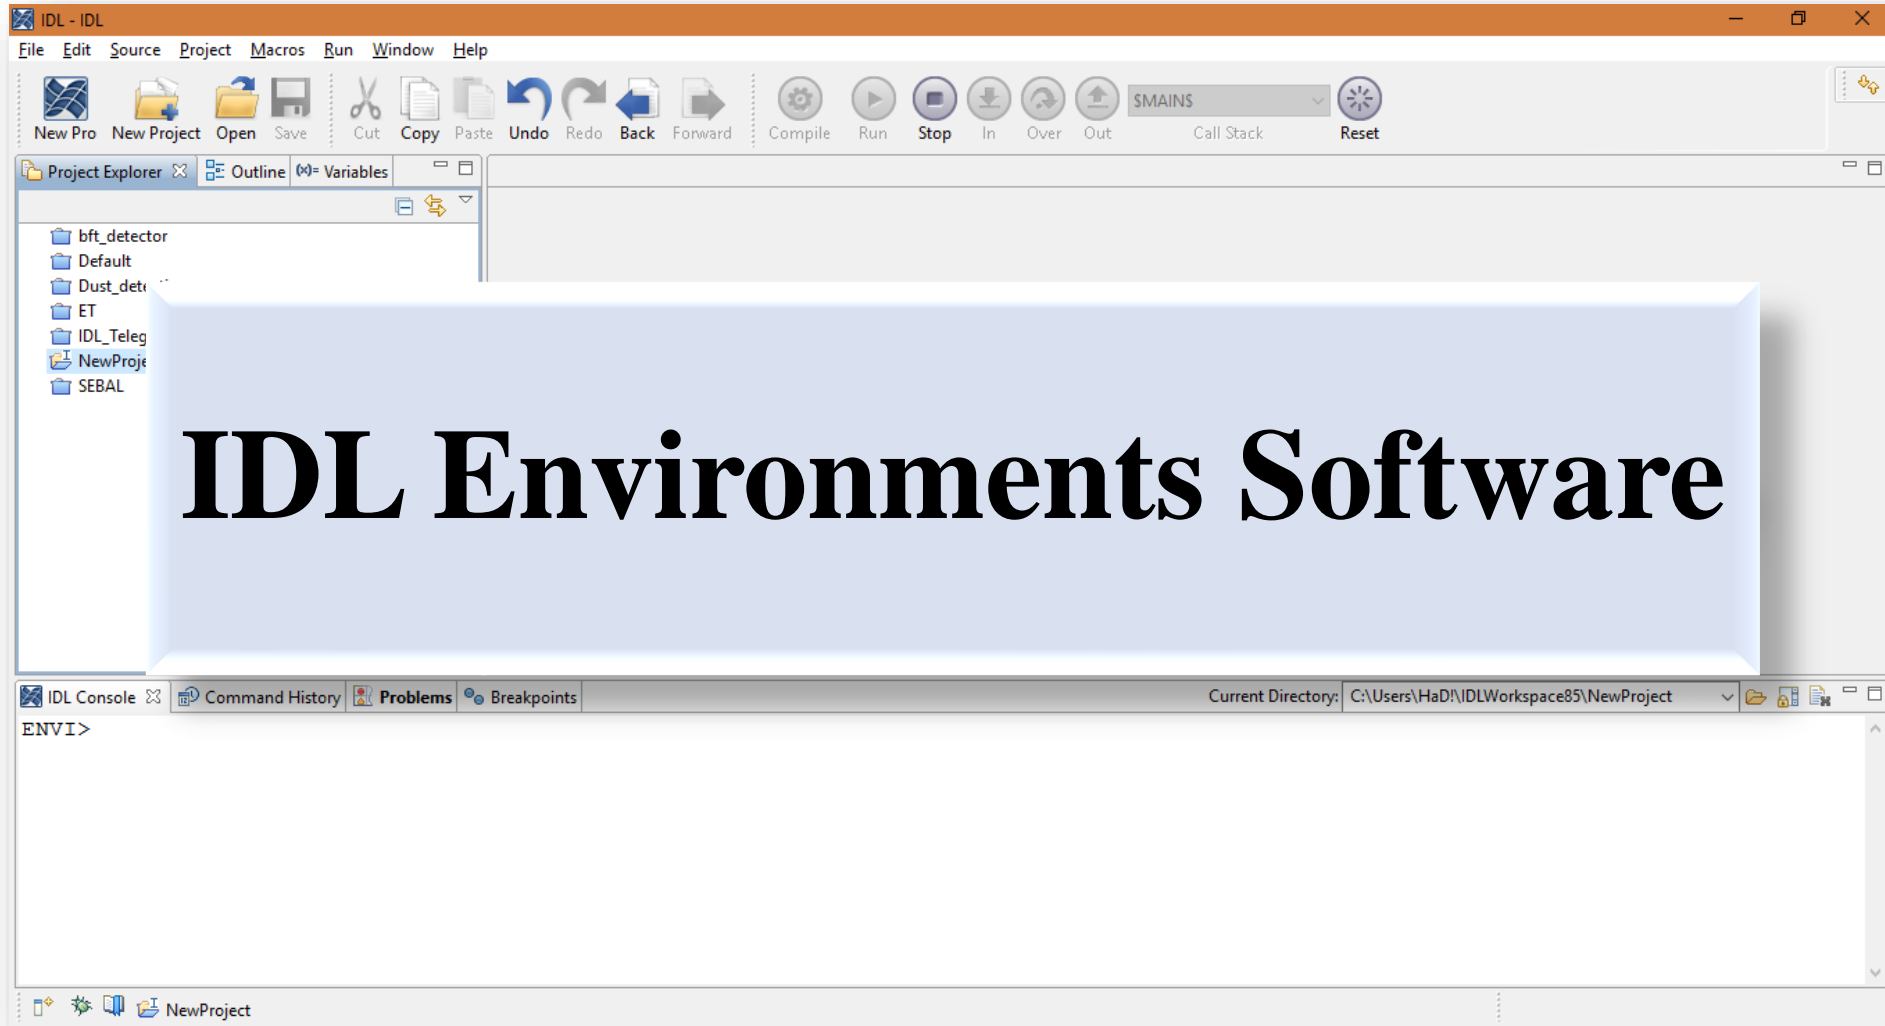 IDL - IDL
File Edit Source Project Macros Run Window Help
$MAIN$
New Pro New Project Open Save Cut Copy Paste Undo Redo Back Forward Compile Run Stop In Over Out Call Stack Reset
Project Explorer Outline (x)= Variables
bft_detector
Default
ET
SEBAL
IDL Environments Software
IDL Console Command History Problems Breakpoints Current Directory: C:\Users\HaD!\IDLWorkspace85\NewProject
ENVI>
NewProject